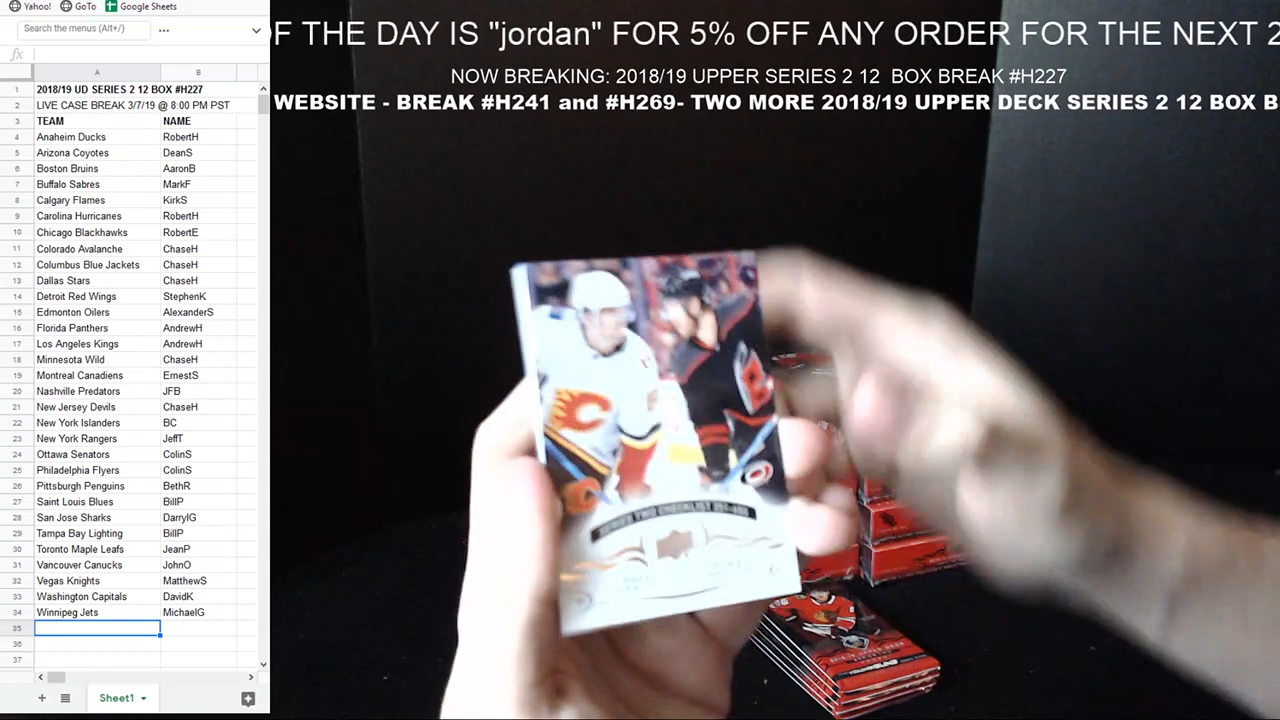 Yahoo! GoTo Google Sheets
Search the menus (Alt+/)
fx
A B
1 2018/19 UD SERIES 2 12 BOX BREAK #H227
2 LIVE CASE BREAK 3/7/19 @ 8:00 PM PST
3 TEAM NAME
4 Anaheim Ducks RobertH
5 Arizona Coyotes DeanS
6 Boston Bruins AaronB
7 Buffalo Sabres MarkF
8 Calgary Flames KirkS
9 Carolina Hurricanes RobertH
10 Chicago Blackhawks RobertE
11 Colorado Avalanche ChaseH
12 Columbus Blue Jackets ChaseH
13 Dallas Stars ChaseH
14 Detroit Red Wings StephenK
15 Edmonton Oilers AlexanderS
16 Florida Panthers AndrewH
17 Los Angeles Kings AndrewH
18 Minnesota Wild ChaseH
19 Montreal Canadiens ErnestS
20 Nashville Predators JFB
21 New Jersey Devils ChaseH
22 New York Islanders BC
23 New York Rangers JeffT
24 Ottawa Senators ColinS
25 Philadelphia Flyers ColinS
26 Pittsburgh Penguins BethR
27 Saint Louis Blues BillP
28 San Jose Sharks DarrylG
29 Tampa Bay Lighting BillP
30 Toronto Maple Leafs JeanP
31 Vancouver Canucks JohnO
32 Vegas Knights MatthewS
33 Washington Capitals DavidK
34 Winnipeg Jets MichaelG
35
36
37
Sheet1
OF THE DAY IS "jordan" FOR 5% OFF ANY ORDER FOR THE NEXT 2
NOW BREAKING: 2018/19 UPPER SERIES 2 12 BOX BREAK #H227
WEBSITE - BREAK #H241 and #H269- TWO MORE 2018/19 UPPER DECK SERIES 2 12 BOX B